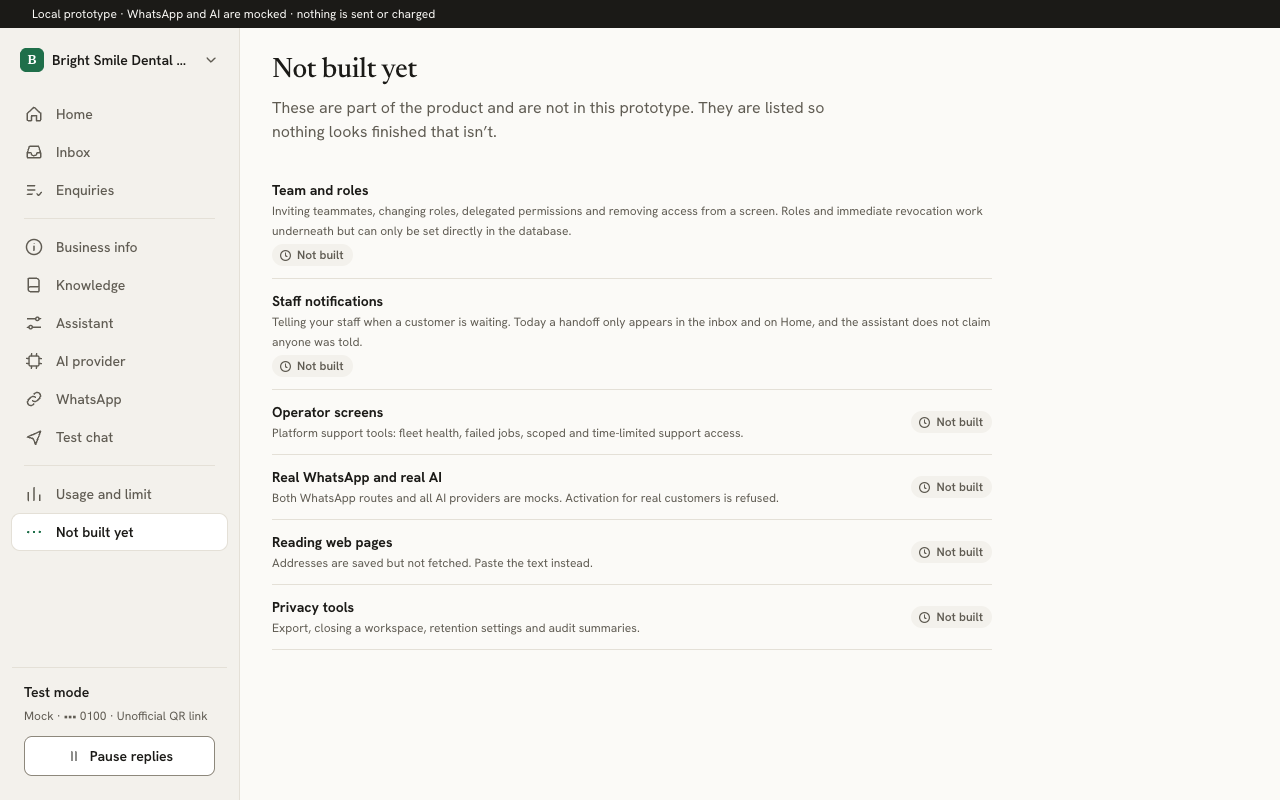 Local prototype · WhatsApp and AI are mocked · nothing is sent or charged
B
Bright Smile Dental ...
Home
Inbox
Enquiries
Business info
Knowledge
Assistant
AI provider
WhatsApp
Test chat
Usage and limit
Not built yet
Test mode
Mock · ••• 0100 · Unofficial QR link
Pause replies
Not built yet
These are part of the product and are not in this prototype. They are listed so
nothing looks finished that isn’t.
Team and roles
Inviting teammates, changing roles, delegated permissions and removing access from a screen. Roles and immediate revocation work
underneath but can only be set directly in the database.
Not built
Staff notifications
Telling your staff when a customer is waiting. Today a handoff only appears in the inbox and on Home, and the assistant does not claim
anyone was told.
Not built
Operator screens
Platform support tools: fleet health, failed jobs, scoped and time-limited support access.
Not built
Real WhatsApp and real AI
Both WhatsApp routes and all AI providers are mocks. Activation for real customers is refused.
Not built
Reading web pages
Addresses are saved but not fetched. Paste the text instead.
Not built
Privacy tools
Export, closing a workspace, retention settings and audit summaries.
Not built